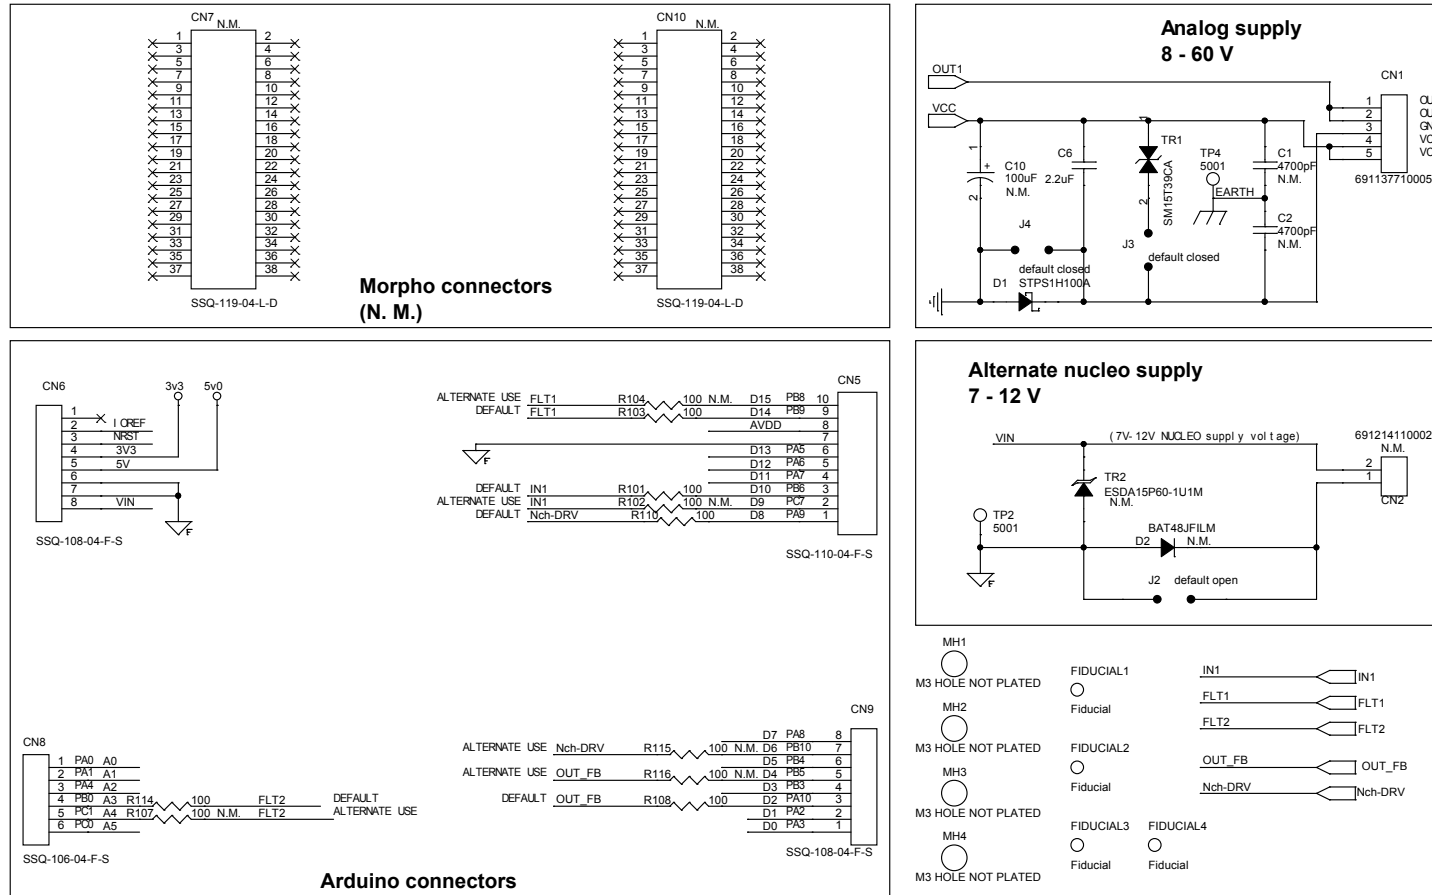 CN7
N.M.
1 2
3 4
5 6
7 8
9 10
11 12
13 14
15 16
17 18
19 20
21 22
23 24
25 26
27 28
29 30
31 32
33 34
35 36
37 38
SSQ-119-04-L-D
Morpho connectors
(N. M.)
CN10
N.M.
1 2
3 4
5 6
7 8
9 10
11 12
13 14
15 16
17 18
19 20
21 22
23 24
25 26
27 28
29 30
31 32
33 34
35 36
37 38
SSQ-119-04-L-D
Analog supply
8 - 60 V
OUT1
VCC
CN1
1 OU
2 OU
3 GN
4 VC
5 VC
691137710005
1
C10
+
100uF
N.M.
2
C6
2.2uF
1
TR1
SM15T39CA
2
TP4
5001
EARTH
C1
4700pF
N.M.
C2
4700pF
N.M.
J4
default closed
J3
default closed
D1
STPS1H100A
CN6
3v3
5v0
1
2 IOREF
3 NRST
4 3V3
5 5V
6
7
8 VIN
F
SSQ-108-04-F-S
CN5
ALTERNATE USE FLT1 R104 100 N.M. D15 PB8 10
DEFAULT FLT1 R103 100 D14 PB9 9
AVDD 8
7
F
D13 PA5 6
D12 PA6 5
D11 PA7 4
DEFAULT IN1 R101 100 D10 PB6 3
ALTERNATE USE IN1 R102 100 N.M. D9 PC7 2
DEFAULT Nch-DRV R110 100 D8 PA9 1
SSQ-110-04-F-S
CN8
1 PA0 A0
2 PA1 A1
3 PA4 A2
4 PB0 A3 R114 100 FLT2 DEFAULT
5 PC1 A4 R107 100 N.M. FLT2 ALTERNATE USE
6 PC0 A5
SSQ-106-04-F-S
CN9
D7 PA8 8
ALTERNATE USE Nch-DRV R115 100 N.M. D6 PB10 7
D5 PB4 6
ALTERNATE USE OUT_FB R116 100 N.M. D4 PB5 5
D3 PB3 4
DEFAULT OUT_FB R108 100 D2 PA10 3
D1 PA2 2
D0 PA3 1
SSQ-108-04-F-S
Arduino connectors
Alternate nucleo supply
7 - 12 V
VIN
(7V-12V NUCLEO supply voltage)
691214110002
N.M.
2
1
CN2
TR2
ESDA15P60-1U1M
N.M.
TP2
5001
F
BAT48JFILM
D2
N.M.
J2 default open
MH1
M3 HOLE NOT PLATED
MH2
M3 HOLE NOT PLATED
MH3
M3 HOLE NOT PLATED
MH4
M3 HOLE NOT PLATED
FIDUCIAL1
Fiducial
FIDUCIAL2
Fiducial
FIDUCIAL3
Fiducial
FIDUCIAL4
Fiducial
IN1 IN1
FLT1 FLT1
FLT2 FLT2
OUT_FB OUT_FB
Nch-DRV Nch-DRV